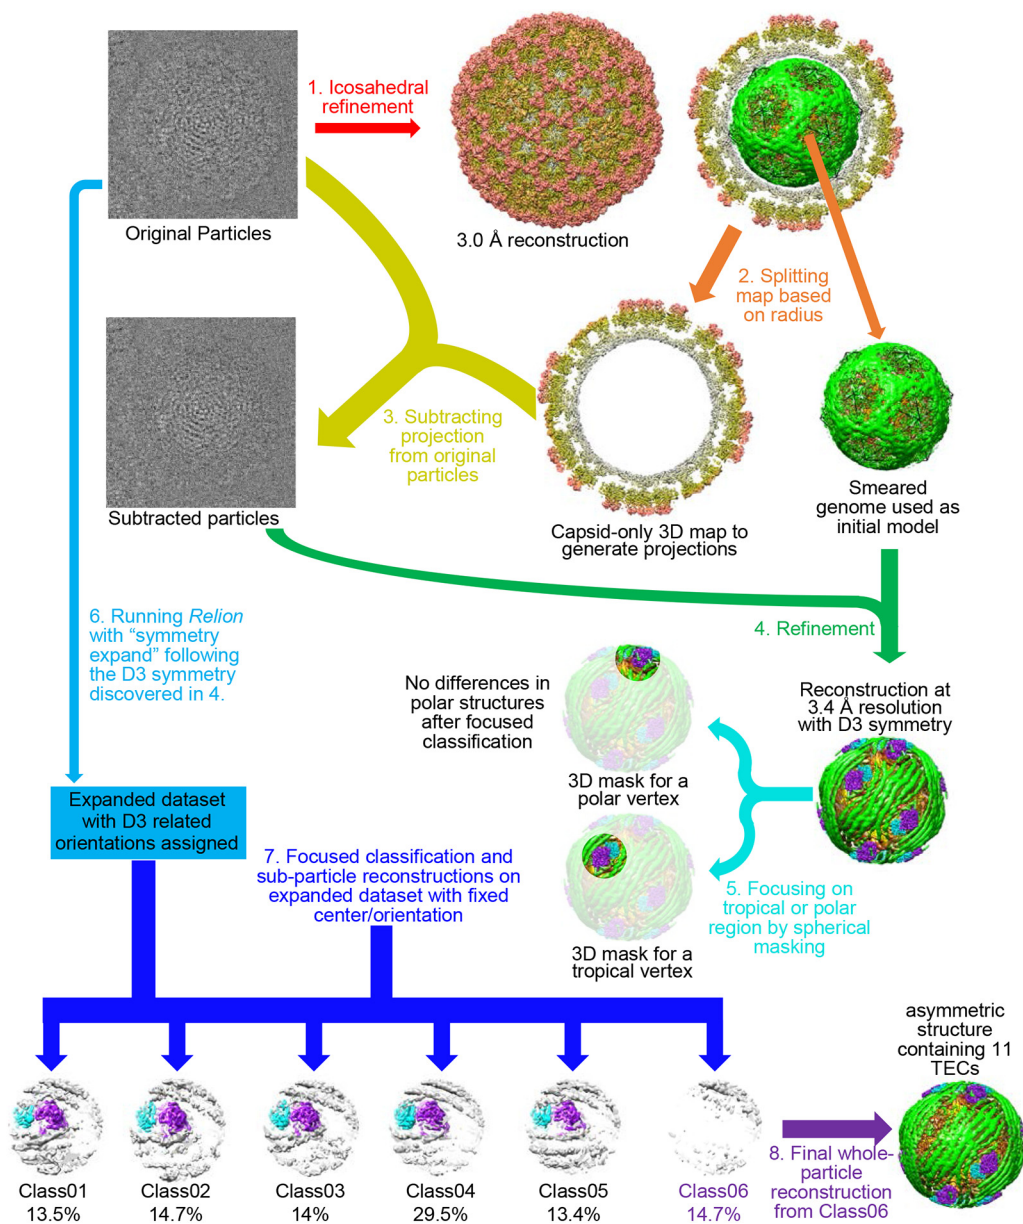 1. Icosahedral
refinement
Original Particles
3.0 Å reconstruction
2. Splitting
map based
on radius
3. Subtracting
projection
from original
particles
Subtracted particles
Capsid-only 3D map to
generate projections
Smeared
genome used as
initial model
6. Running Relion
with “symmetry
expand” following
the D3 symmetry
discovered in 4.
4. Refinement
No differences in
polar structures
after focused
classification
Reconstruction at
3.4 Å resolution
with D3 symmetry
3D mask for a
polar vertex
Expanded dataset
with D3 related
orientations assigned
7. Focused classification and
sub-particle reconstructions on
expanded dataset with fixed
center/orientation
5. Focusing on
tropical or polar
region by spherical
masking
3D mask for a
tropical vertex
asymmetric
structure
containing 11
TECs
Class01
13.5%
Class02
14.7%
Class03
14%
Class04
29.5%
Class05
13.4%
Class06
14.7%
8. Final whole-
particle
reconstruction
from Class06